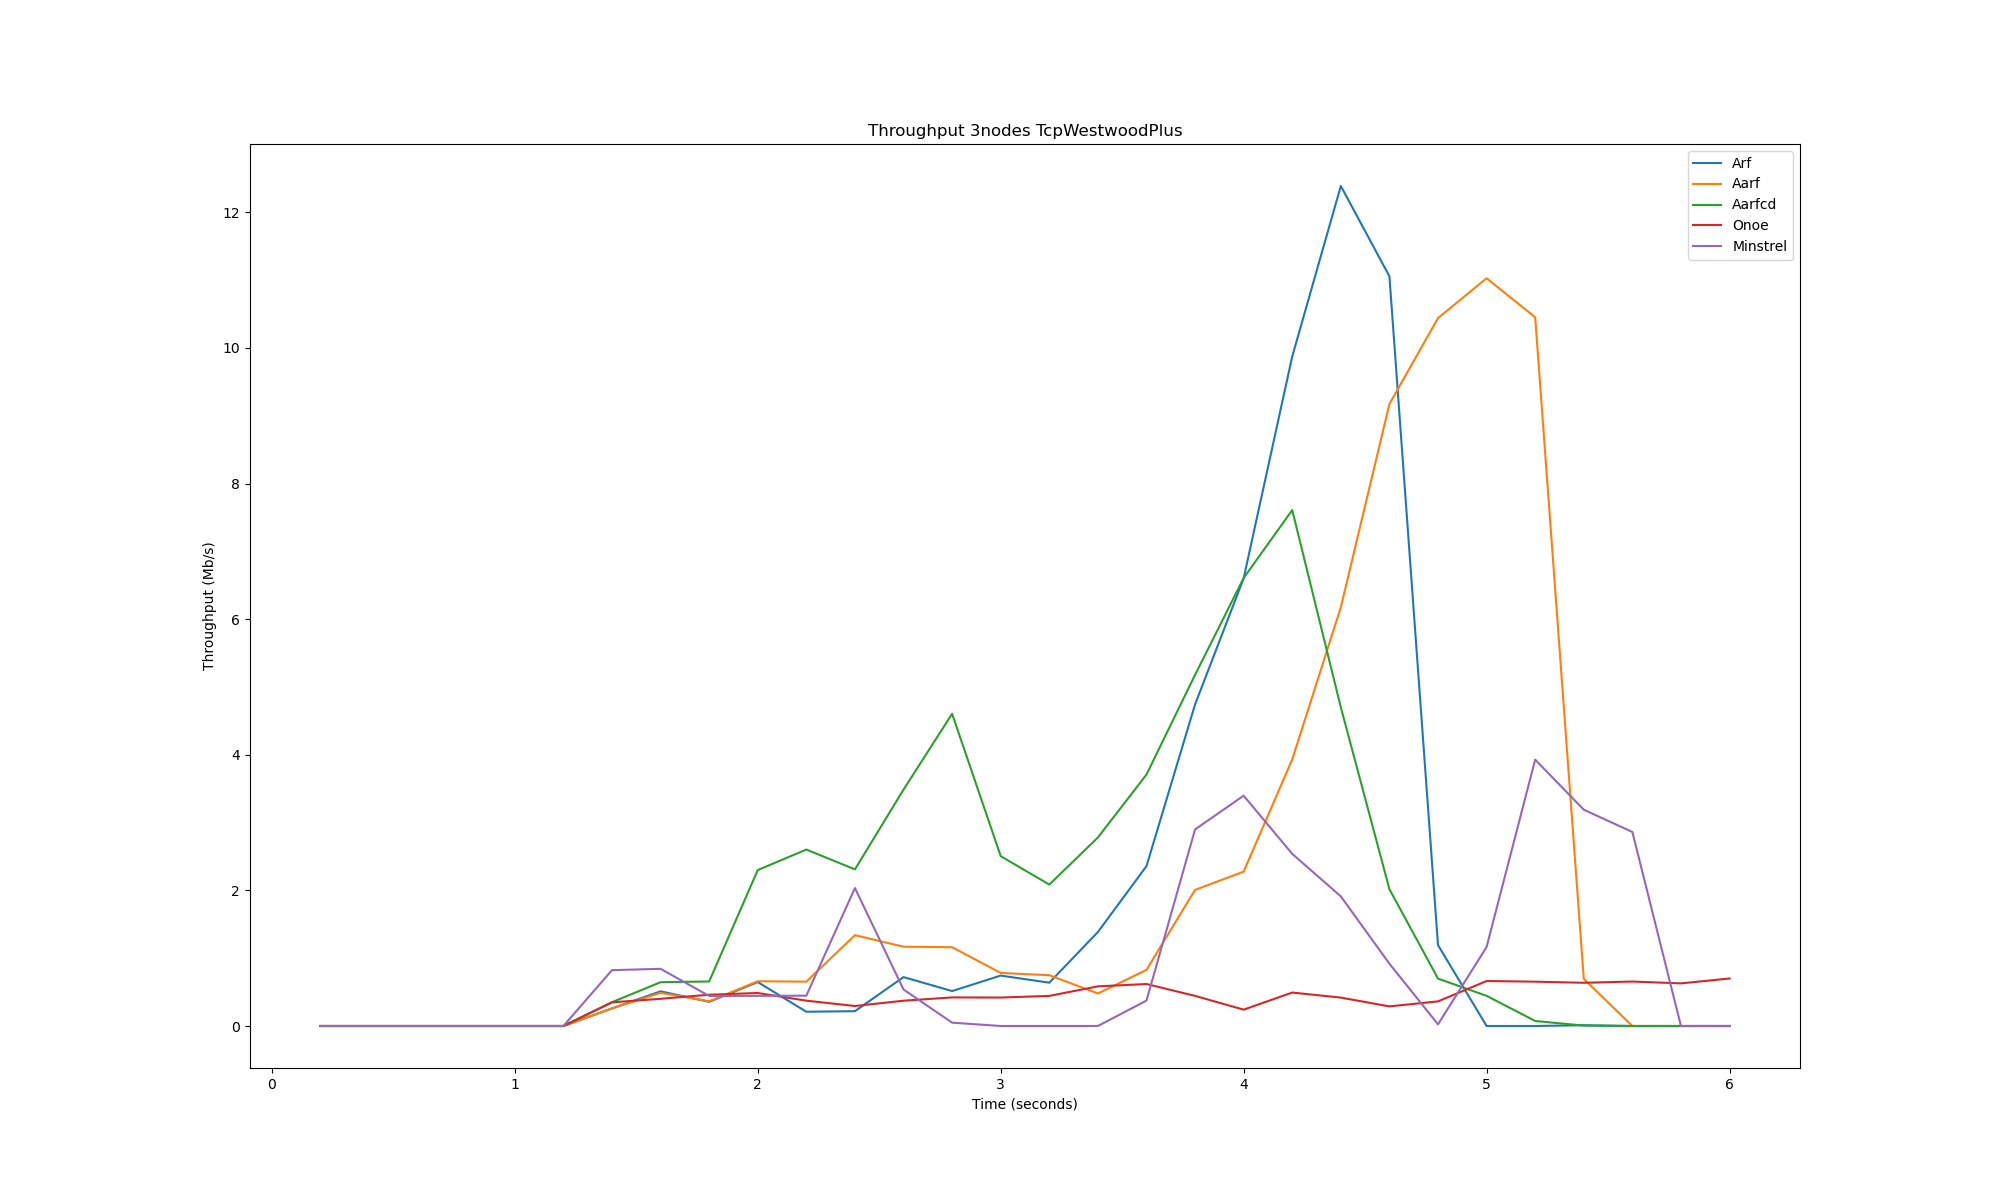 Throughput 3nodes TcpWestwoodPlus
Arf
Aarf
Aarfcd
Onoe
Minstrel
Throughput (Mb/s)
12
10
8
6
4
2
0
0 1 2 3 4 5 6
Time (seconds)